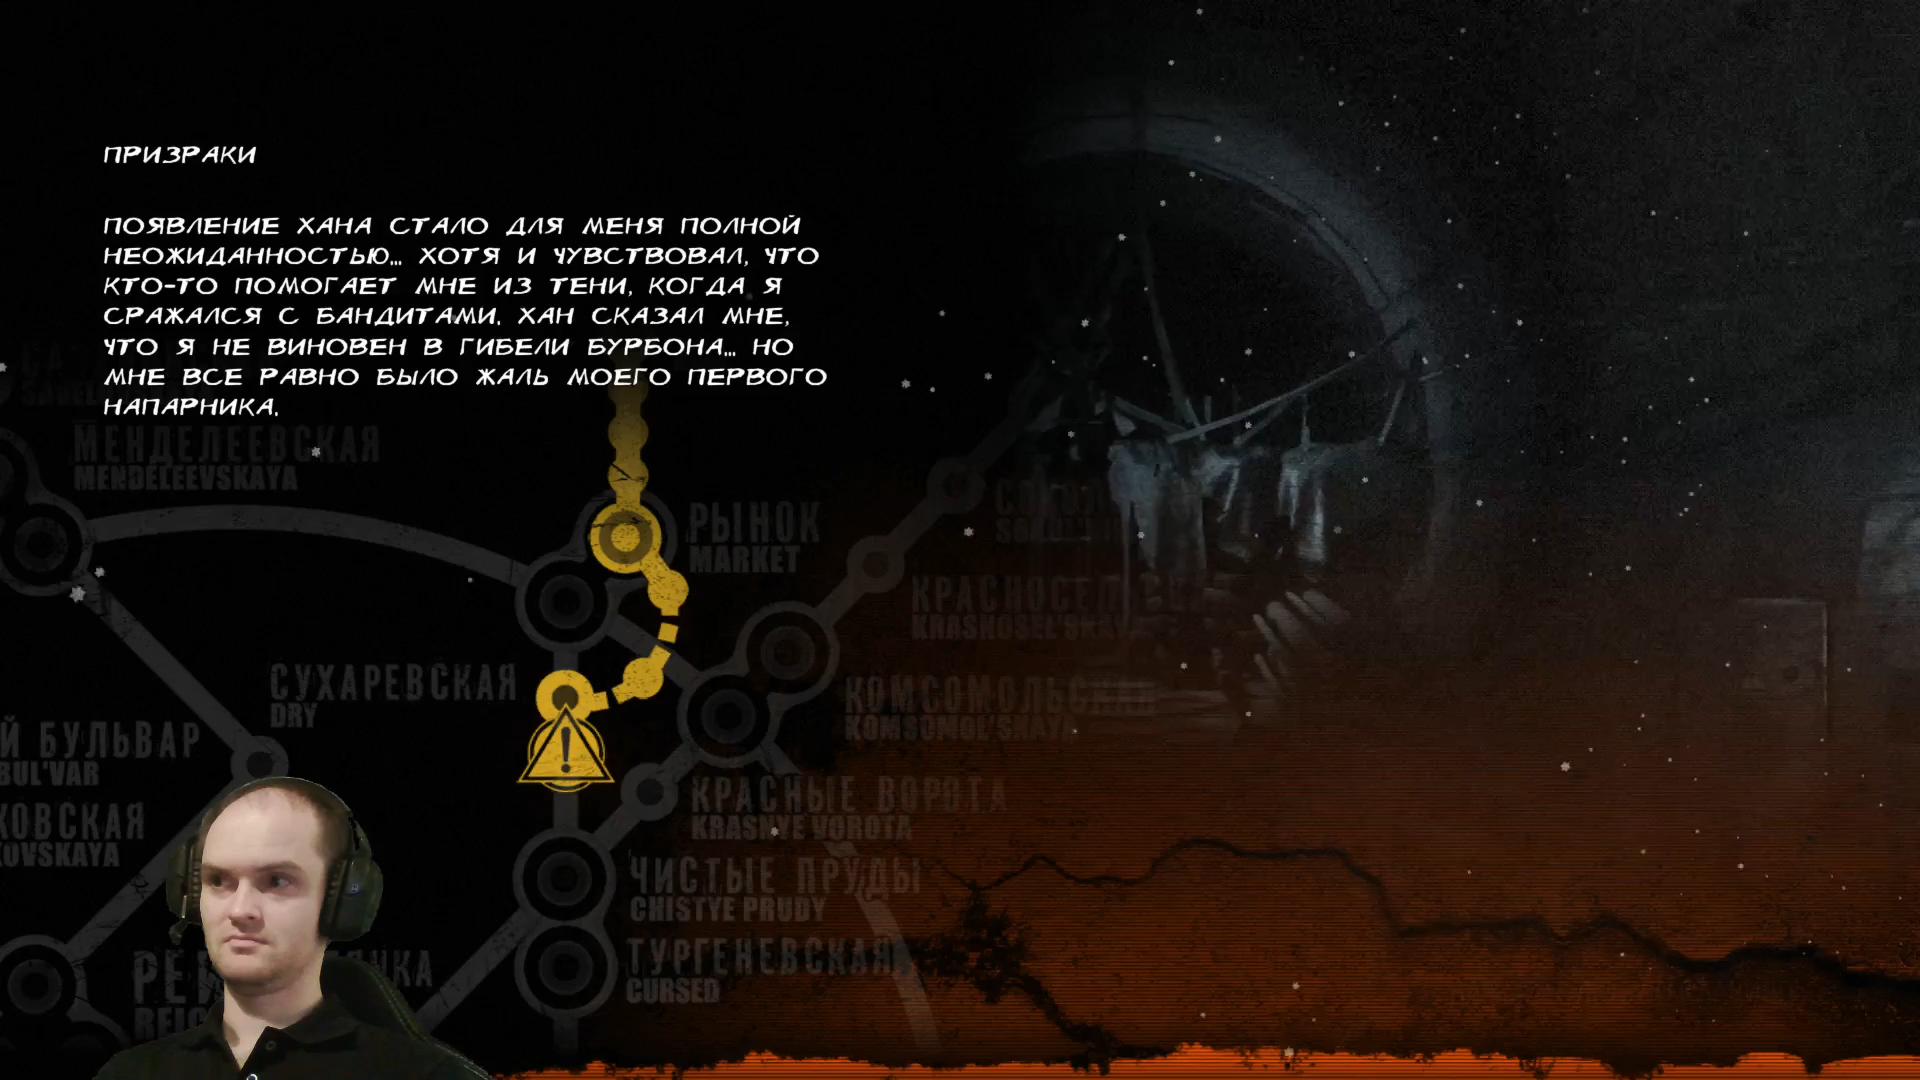 ПРИЗРАКИ
ПОЯВЛЕНИЕ ХАНА СТАЛО ДЛЯ МЕНЯ ПОЛНОЙ
НЕОЖИДАННОСТЬЮ... ХОТЯ И ЧУВСТВОВАЛ, ЧТО
КТО-ТО ПОМОГАЕТ МНЕ ИЗ ТЕНИ, КОГДА Я
СРАЖАЛСЯ С БАНДИТАМИ. ХАН СКАЗАЛ МНЕ,
ЧТО Я НЕ ВИНОВЕН В ГИБЕЛИ БУРБОНА... НО
МНЕ ВСЕ РАВНО БЫЛО ЖАЛЬ МОЕГО ПЕРВОГО
НАПАРНИКА.
МЕНДЕЛЕЕВСКАЯ
MENDELEEVSKAYA
РЫНОК
MARKET
КРАСНОСЕЛЬСКАЯ
KRASNOSEL'SKAYA
СУХАРЕВСКАЯ
DRY
КОМСОМОЛЬСКАЯ
KOMSOMOL'SKAYA
Й БУЛЬВАР
BUL'VAR
КРАСНЫЕ ВОРОТА
KRASNYE VOROTA
КОВСКАЯ
KOVSKAYA
ЧИСТЫЕ ПРУДЫ
CHISTYE PRUDY
ТУРГЕНЕВСКАЯ
CURSED